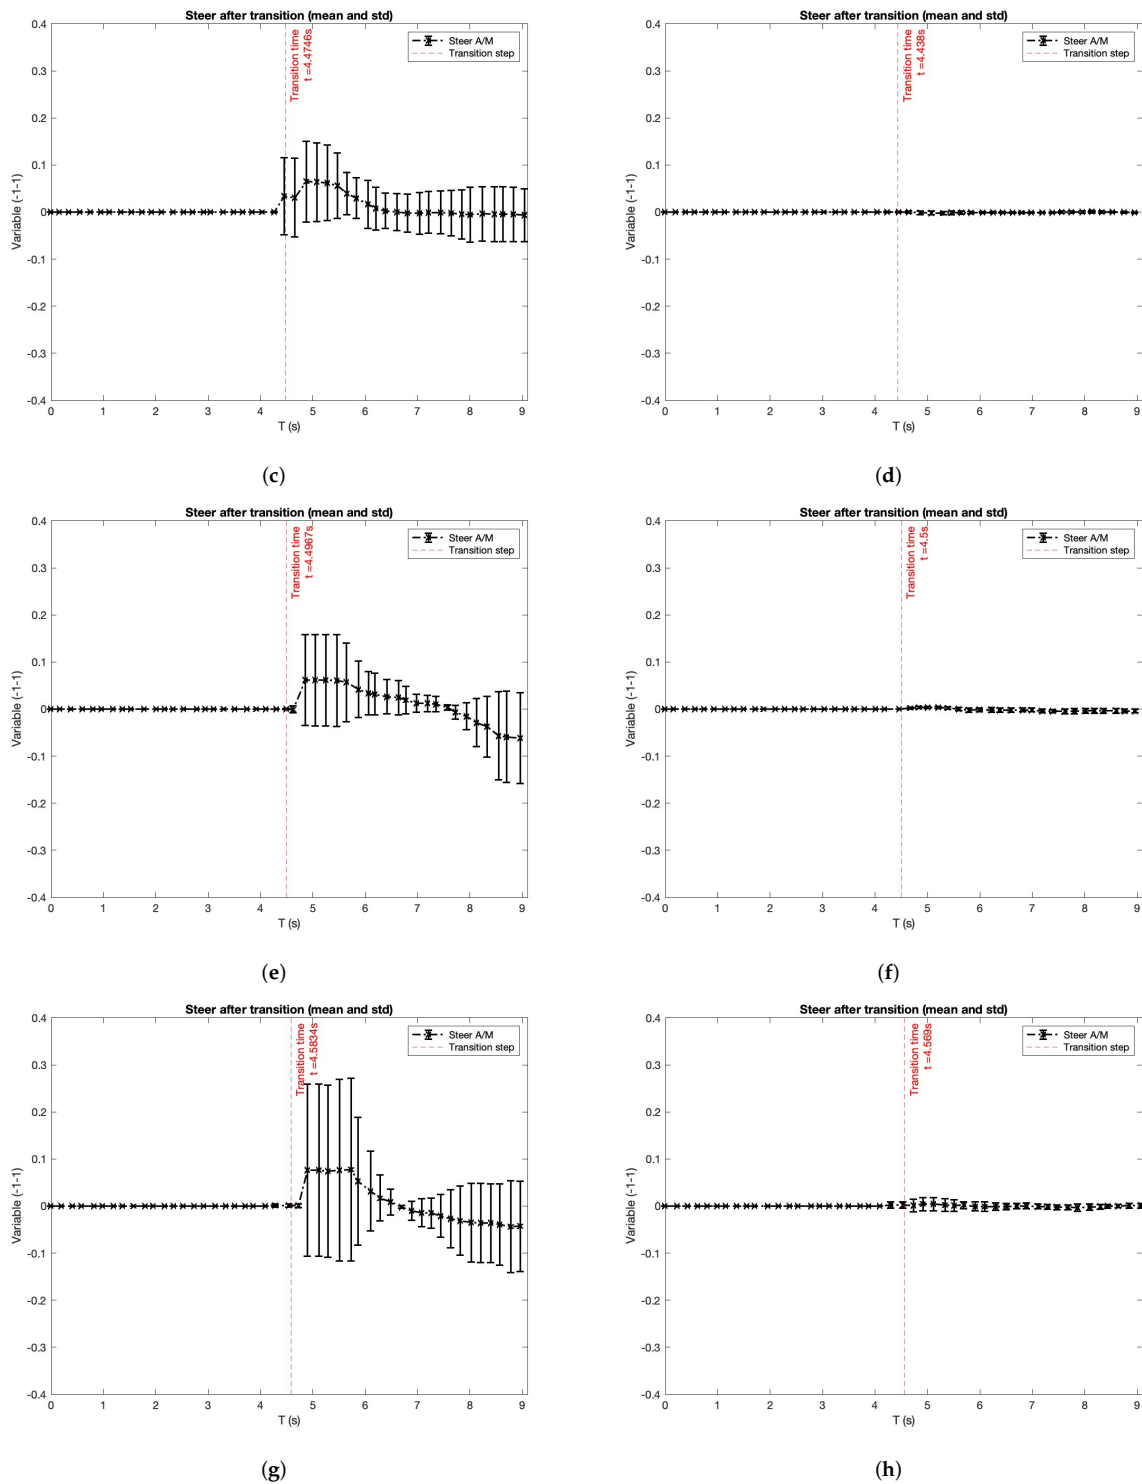 Steer after transition (mean and std)
0.4
0.3
0.2
0.1
0
-0.1
-0.2
-0.3
-0.4
Variable (-1-1)
Transition time
t =4.4746s
Steer A/M
Transition step
0 1 2 3 4 5 6 7 8 9
T (s)
(c)
Steer after transition (mean and std)
0.4
0.3
0.2
0.1
0
-0.1
-0.2
-0.3
-0.4
Variable (-1-1)
Transition time
t =4.438s
Steer A/M
Transition step
0 1 2 3 4 5 6 7 8 9
T (s)
(d)
Steer after transition (mean and std)
0.4
0.3
0.2
0.1
0
-0.1
-0.2
-0.3
-0.4
Variable (-1-1)
Transition time
t =4.4967s
Steer A/M
Transition step
0 1 2 3 4 5 6 7 8 9
T (s)
(e)
Steer after transition (mean and std)
0.4
0.3
0.2
0.1
0
-0.1
-0.2
-0.3
-0.4
Variable (-1-1)
Transition time
t =4.5s
Steer A/M
Transition step
0 1 2 3 4 5 6 7 8 9
T (s)
(f)
Steer after transition (mean and std)
0.4
0.3
0.2
0.1
0
-0.1
-0.2
-0.3
-0.4
Variable (-1-1)
Transition time
t =4.5834s
Steer A/M
Transition step
0 1 2 3 4 5 6 7 8 9
T (s)
(g)
Steer after transition (mean and std)
0.4
0.3
0.2
0.1
0
-0.1
-0.2
-0.3
-0.4
Variable (-1-1)
Transition time
t =4.569s
Steer A/M
Transition step
0 1 2 3 4 5 6 7 8 9
T (s)
(h)